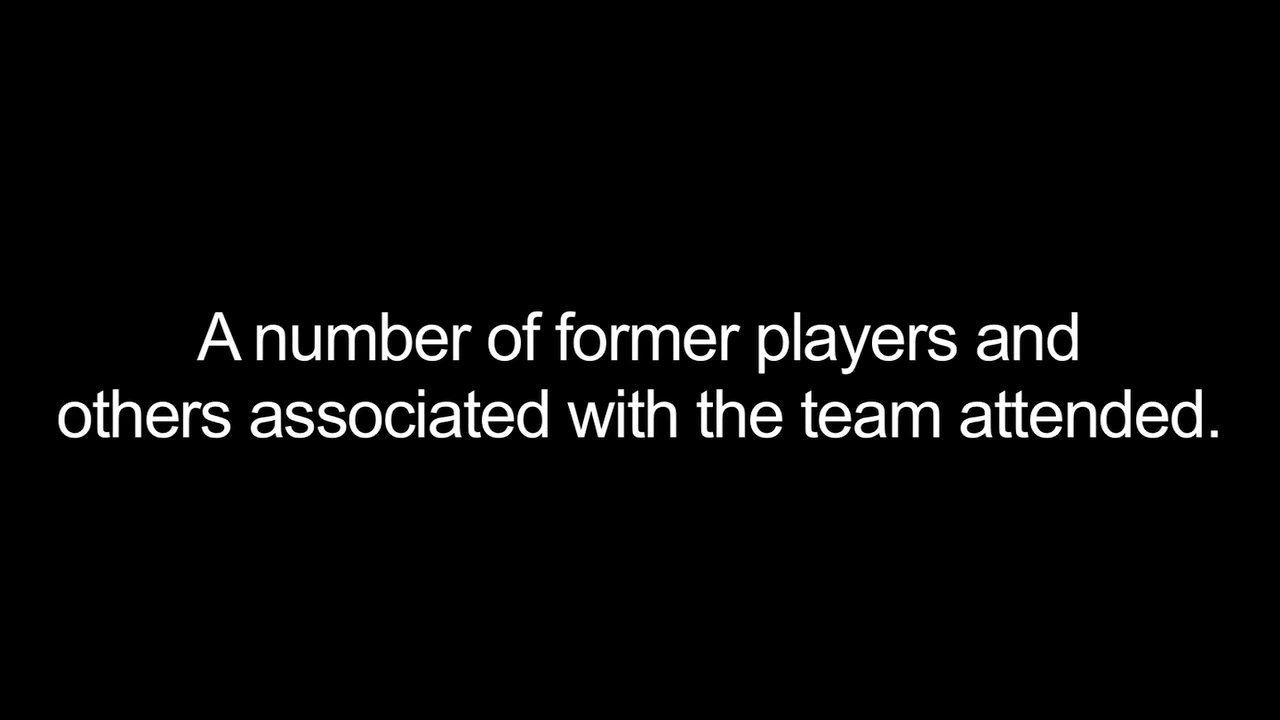 A number of former players and
others associated with the team attended.